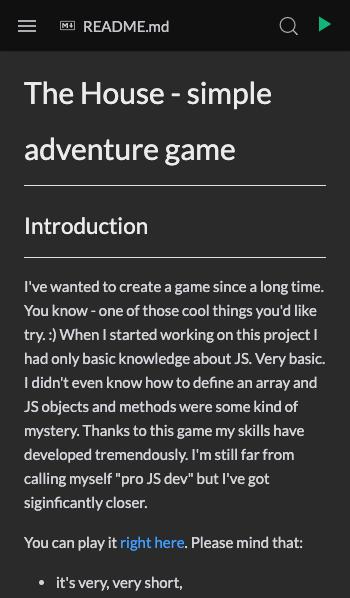 README.md
The House - simple
adventure game
Introduction
I've wanted to create a game since a long time.
You know - one of those cool things you'd like
try. :) When I started working on this project I
had only basic knowledge about JS. Very basic.
I didn't even know how to define an array and
JS objects and methods were some kind of
mystery. Thanks to this game my skills have
developed tremendously. I'm still far from
calling myself "pro JS dev" but I've got
siginficantly closer.
You can play it right here. Please mind that:
• it's very, very short,